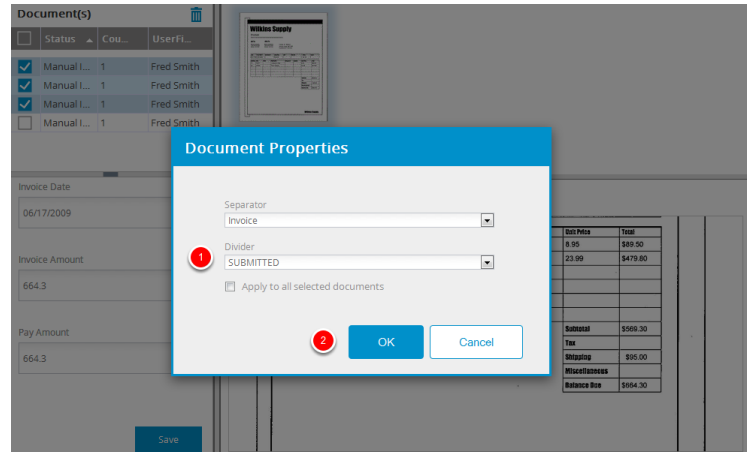 Document(s)
Status Cou... UserFi...
Manual I... 1 Fred Smith
Manual I... 1 Fred Smith
Manual I... 1 Fred Smith
Manual I... 1 Fred Smith
Wilkins Supply
Wilkins Supply
Document Properties
Separator
Invoice
1
Divider
SUBMITTED
Apply to all selected documents
2
OK
Cancel
Invoice Date
06/17/2009
Invoice Amount
664.3
Pay Amount
664.3
Save
Unit Price Total
8.95 $89.50
23.99 $479.80
Subtotal $569.30
Tax
Shipping $95.00
Miscellaneous
Balance Due $664.30